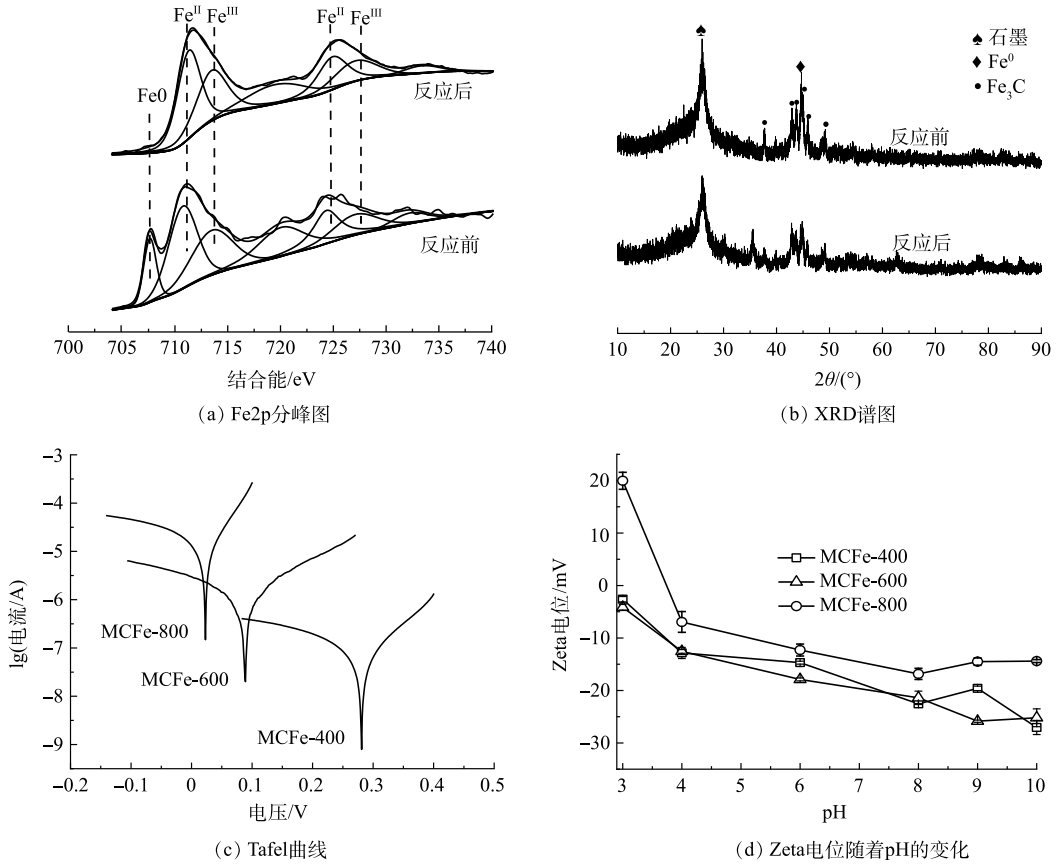 Fe^II Fe^III Fe^II Fe^III
Fe0
反应后
反应前
700 705 710 715 720 725 730 735 740
结合能/eV
(a) Fe2p分峰图
♠ 石墨
♦ Fe^0
• Fe_3C
反应前
反应后
10 20 30 40 50 60 70 80 90
2θ/(°)
(b) XRD谱图
−3
−4
−5
−6
−7
−8
−9
lg(电流/A)
MCFe-800
MCFe-600
MCFe-400
−0.2 −0.1 0 0.1 0.2 0.3 0.4 0.5
电压/V
(c) Tafel曲线
20
10
0
−10
−20
−30
Zeta电位/mV
MCFe-400
MCFe-600
MCFe-800
3 4 5 6 7 8 9 10
pH
(d) Zeta电位随着pH的变化